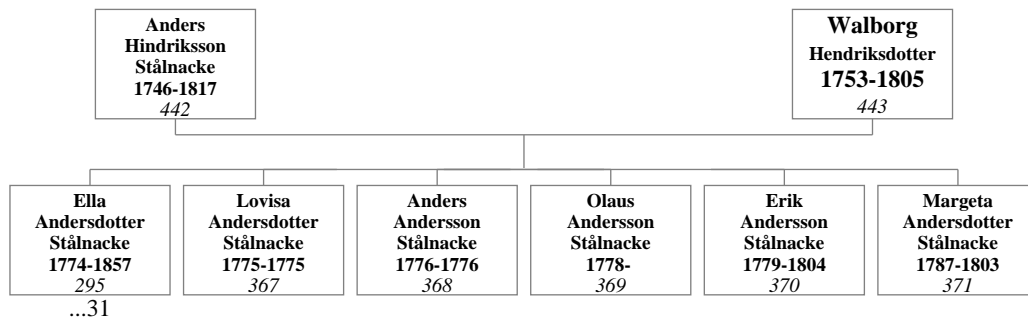 Anders
Hindriksson
Stålnacke
1746-1817
442
Walborg
Hendriksdotter
1753-1805
443
Ella
Andersdotter
Stålnacke
1774-1857
295
...31
Lovisa
Andersdotter
Stålnacke
1775-1775
367
Anders
Andersson
Stålnacke
1776-1776
368
Olaus
Andersson
Stålnacke
1778-
369
Erik
Andersson
Stålnacke
1779-1804
370
Margeta
Andersdotter
Stålnacke
1787-1803
371